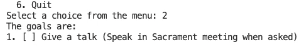 6. Quit
Select a choice from the menu: 2
The goals are:
1. [ ] Give a talk (Speak in Sacrament meeting when asked)